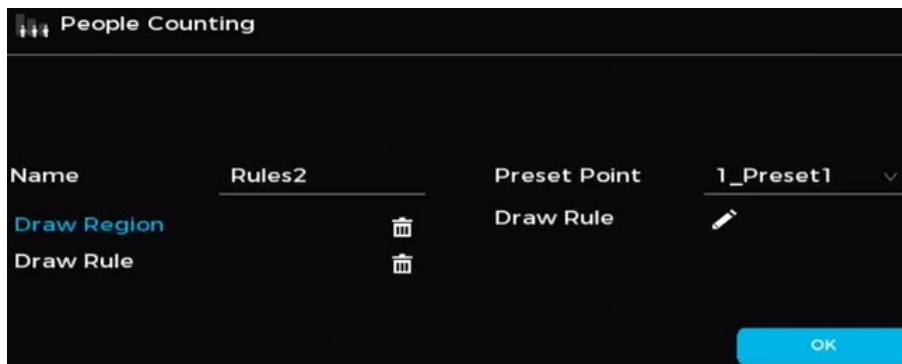 People Counting
Name Rules2 Preset Point 1_Preset1
Draw Region Draw Rule
Draw Rule
OK